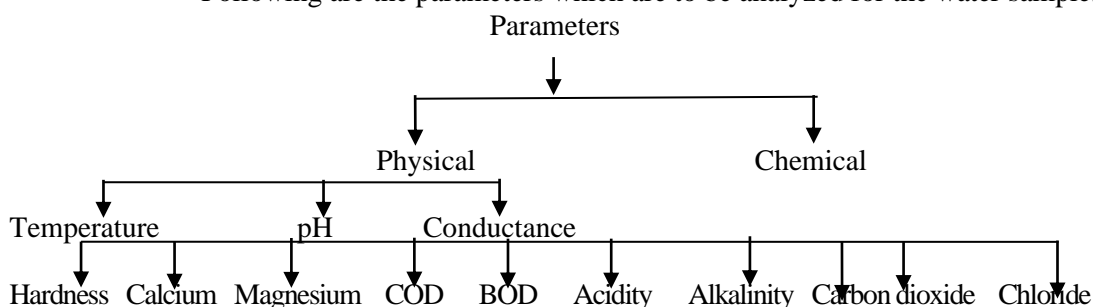 Following are the parameters which are to be analyzed for the water sample.
Parameters
Physical Chemical
Temperature pH Conductance
Hardness Calcium Magnesium COD BOD Acidity Alkalinity Carbon dioxide Chloride